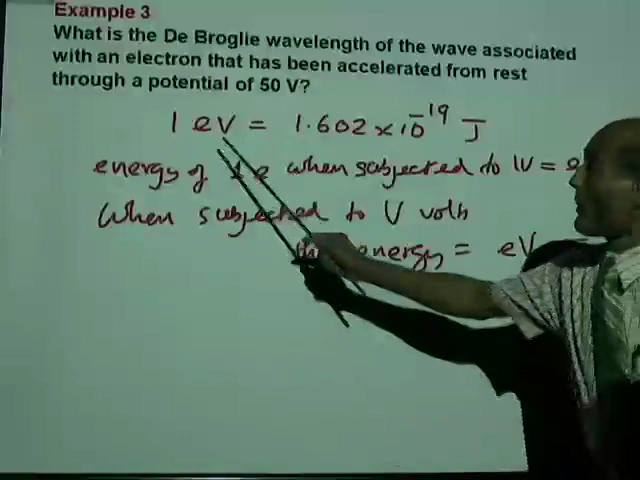 Example 3
What is the De Broglie wavelength of the wave associated
with an electron that has been accelerated from rest
through a potential of 50 V?
1 eV = 1.602 × 10⁻¹⁹ J
energy of 1 e when subjected to 1V =
When subjected to V volts
energy = eV